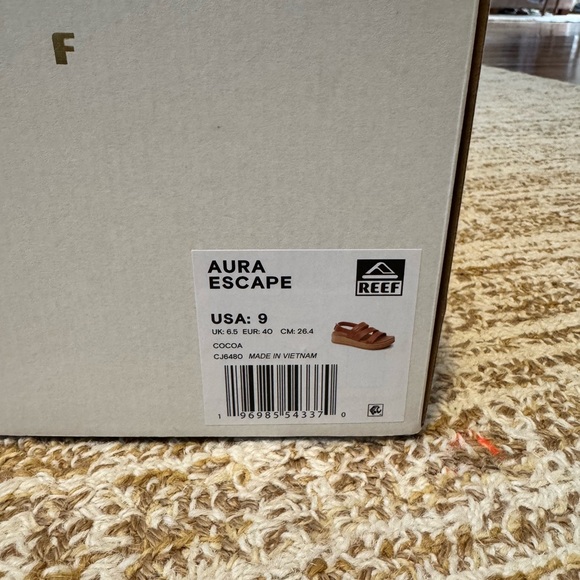 F
AURA
ESCAPE
REEF
USA: 9
UK: 6.5 EUR: 40 CM: 26.4
COCOA
CJ6480 MADE IN VIETNAM
1 96985 54337 0